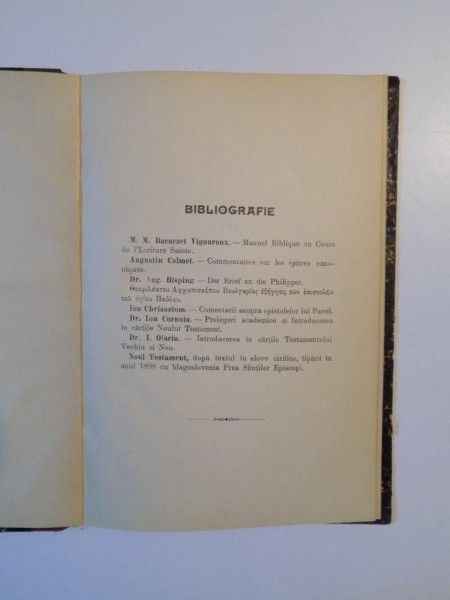 BIBLIOGRAFIE
M. M. Bacuezet Vigouroux. — Manuel Biblique ou Cours
de l'Ecriture Sainte.
Augustin Calmet. — Commentaires sur les épitres cano-
niques.
Dr. Aug. Bisping. — Der Brief an die Philipper.
Θεοφιλάκτου Αρχιεπισκόπου Βουλγαρίας ἐξήγησις τῶν ἐπιστολῶν
τοῦ ἁγίου Παύλου.
Ion Chrisostom. — Comentarii asupra epistolelor lui Pavel.
Dr. Ion Cornoiu. — Prelegeri academice și Introducerea
în cărțile Noului Testament.
Dr. I. Olariu. — Introducerea în cărțile Testamentului
Vechiu și Nou.
Noul Testament, după textul în slove cirilice, tipărit la
anul 1898 cu blagoslovenia Prea Sfinților Episcopi.